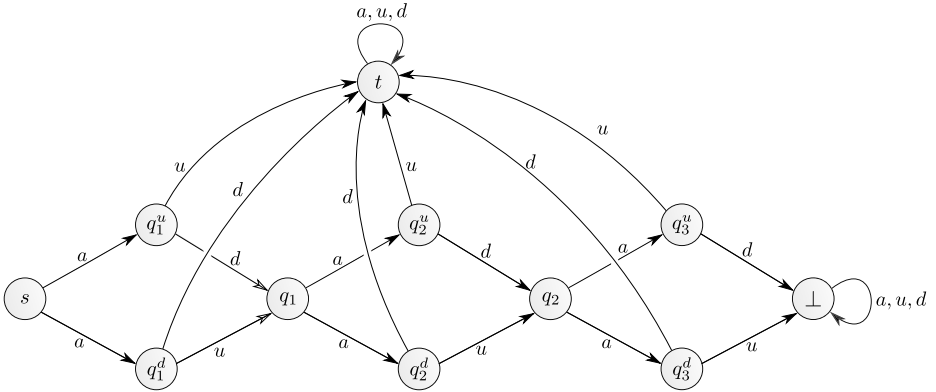 a, u, d
t
u
d
d
u
d
u
q_1^u
q_2^u
q_3^u
a
d
a
d
a
d
s
q_1
q_2
⊥
a, u, d
a
u
a
u
a
u
q_1^d
q_2^d
q_3^d